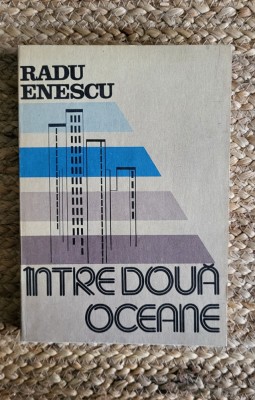 RADU
ENESCU
ÎNTRE DOUĂ
OCEANE